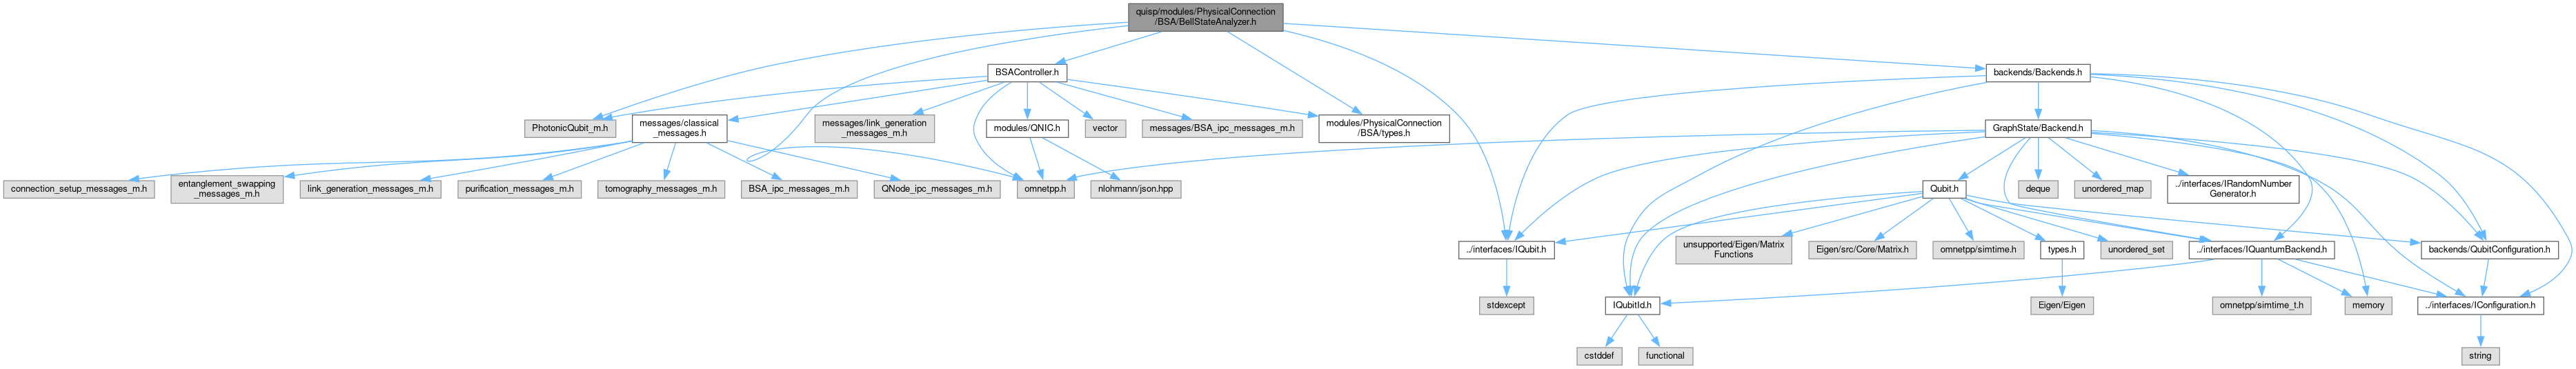 quisp/modules/PhysicalConnection
/BSA/BellStateAnalyzer.h
BSAController.h
backends/Backends.h
PhotonicQubit_m.h
messages/classical
_messages.h
messages/link_generation
_messages_m.h
modules/QNIC.h
vector
messages/BSA_ipc_messages_m.h
modules/PhysicalConnection
/BSA/types.h
GraphState/Backend.h
connection_setup_messages_m.h
entanglement_swapping
_messages_m.h
link_generation_messages_m.h
purification_messages_m.h
tomography_messages_m.h
BSA_ipc_messages_m.h
QNode_ipc_messages_m.h
omnetpp.h
nlohmann/json.hpp
Qubit.h
deque
unordered_map
../interfaces/IRandomNumber
Generator.h
../interfaces/IQubit.h
unsupported/Eigen/Matrix
Functions
Eigen/src/Core/Matrix.h
omnetpp/simtime.h
types.h
unordered_set
../interfaces/IQuantumBackend.h
backends/QubitConfiguration.h
stdexcept
IQubitId.h
Eigen/Eigen
omnetpp/simtime_t.h
memory
../interfaces/IConfiguration.h
cstddef
functional
string